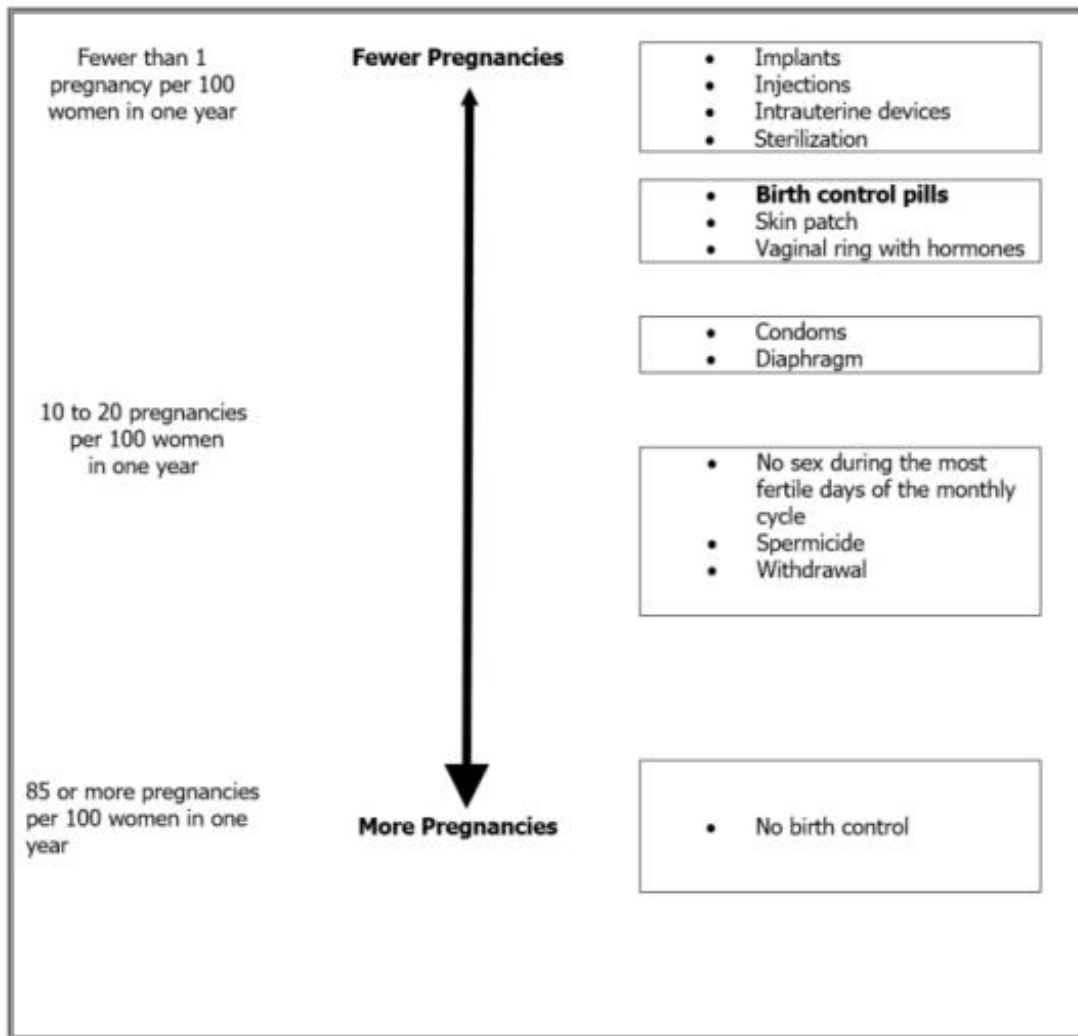 Fewer than 1
pregnancy per 100
women in one year
Fewer Pregnancies
• Implants
• Injections
• Intrauterine devices
• Sterilization
• Birth control pills
• Skin patch
• Vaginal ring with hormones
• Condoms
• Diaphragm
10 to 20 pregnancies
per 100 women
in one year
• No sex during the most
fertile days of the monthly
cycle
• Spermicide
• Withdrawal
85 or more pregnancies
per 100 women in one
year
More Pregnancies
• No birth control